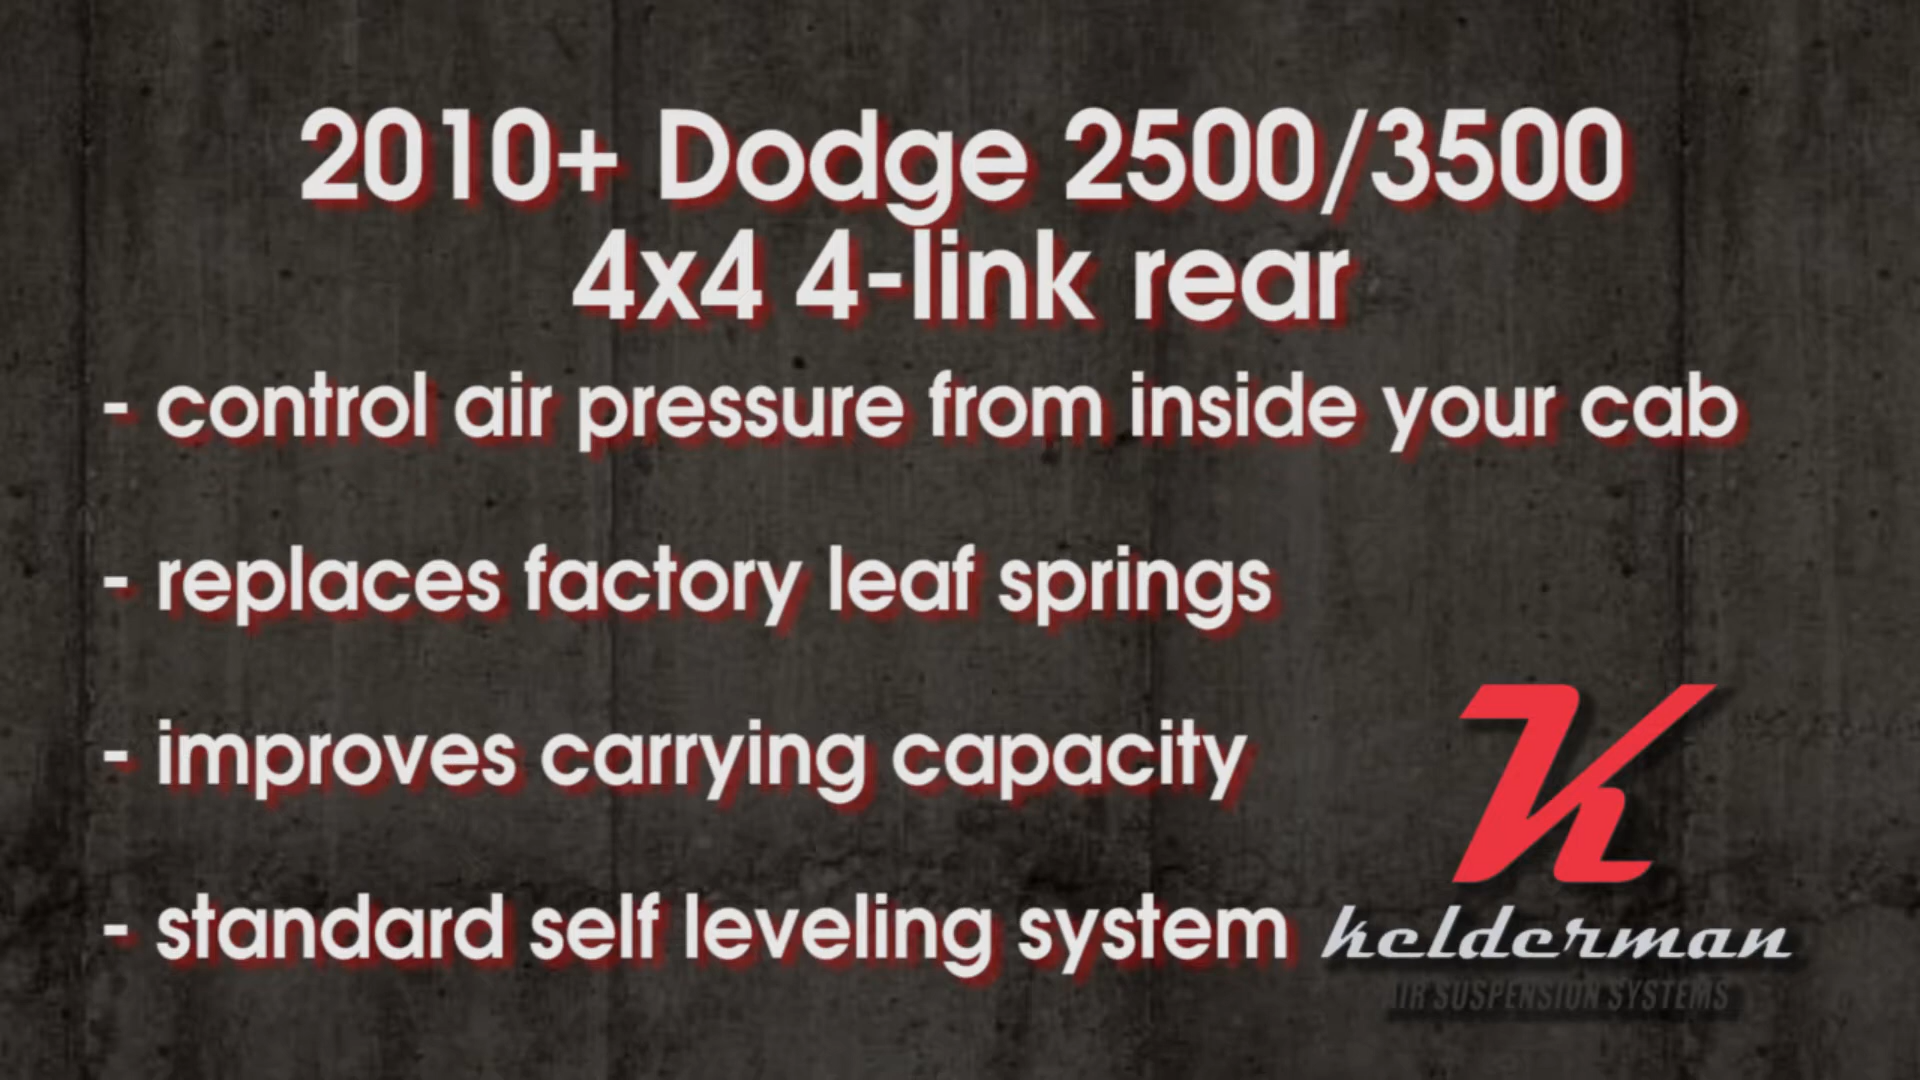 2010+ Dodge 2500/3500
4x4 4-link rear
- control air pressure from inside your cab
- replaces factory leaf springs
- improves carrying capacity
- standard self leveling system
K
kelderman
AIR SUSPENSION SYSTEMS